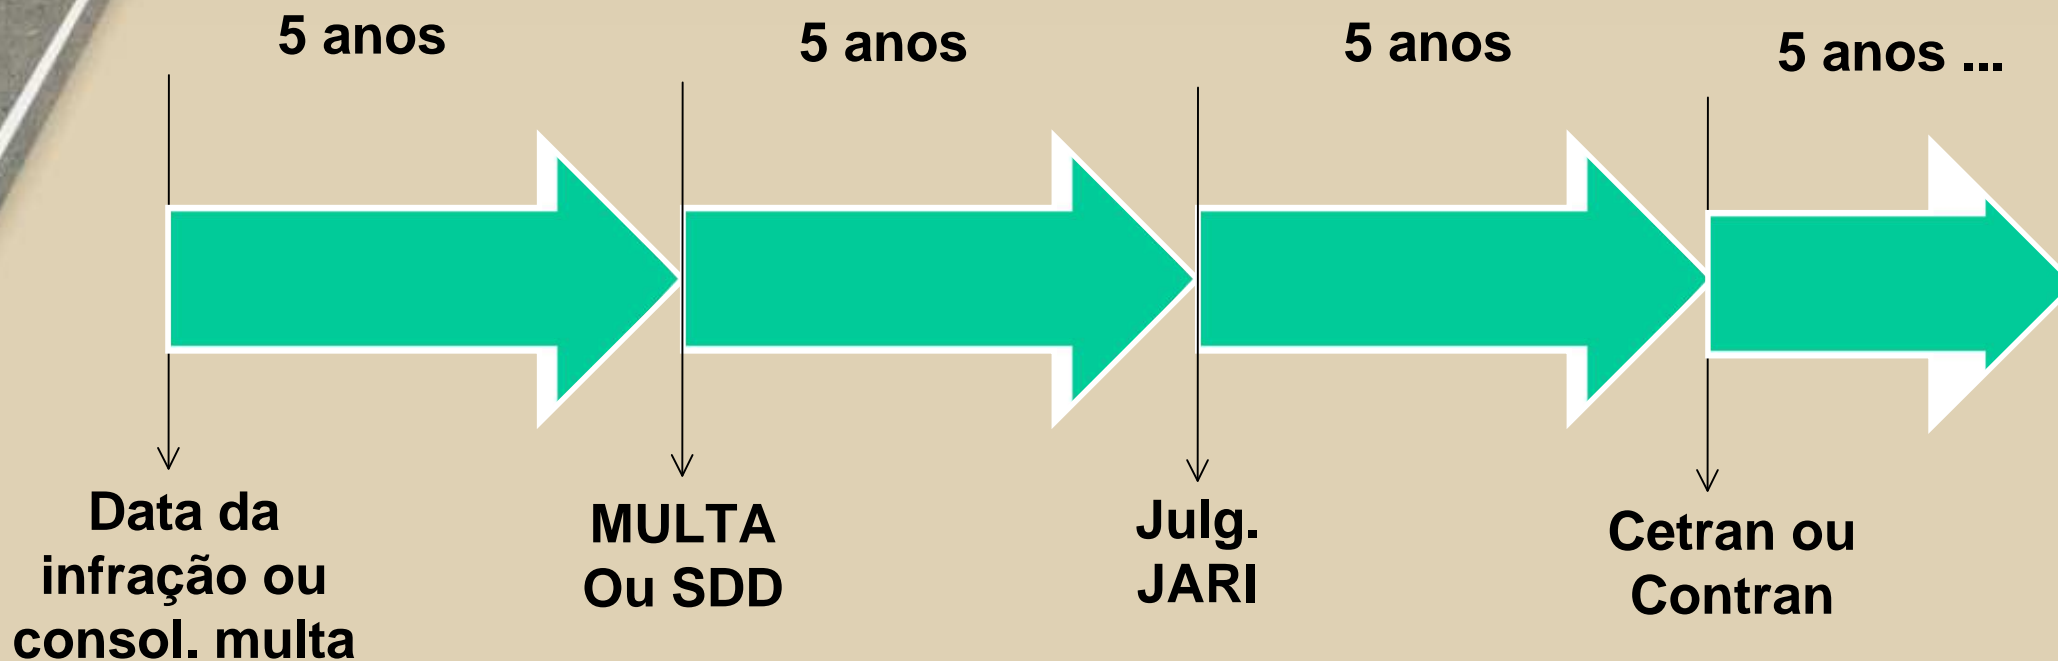 5 anos
5 anos
5 anos
5 anos ...
Data da
infração ou
consol. multa
MULTA
Ou SDD
Julg.
JARI
Cetran ou
Contran